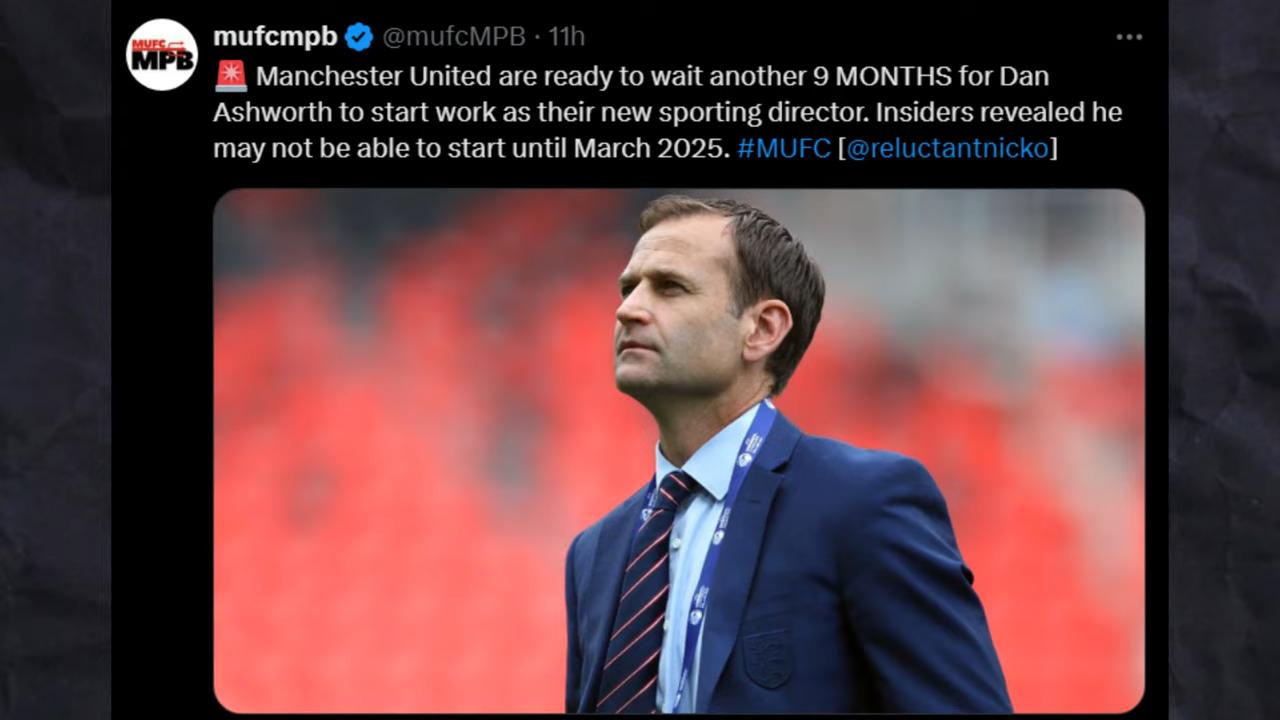 MUFC
MPB
mufcmpb @mufcMPB · 11h
🚨 Manchester United are ready to wait another 9 MONTHS for Dan
Ashworth to start work as their new sporting director. Insiders revealed he
may not be able to start until March 2025. #MUFC [@reluctantnicko]